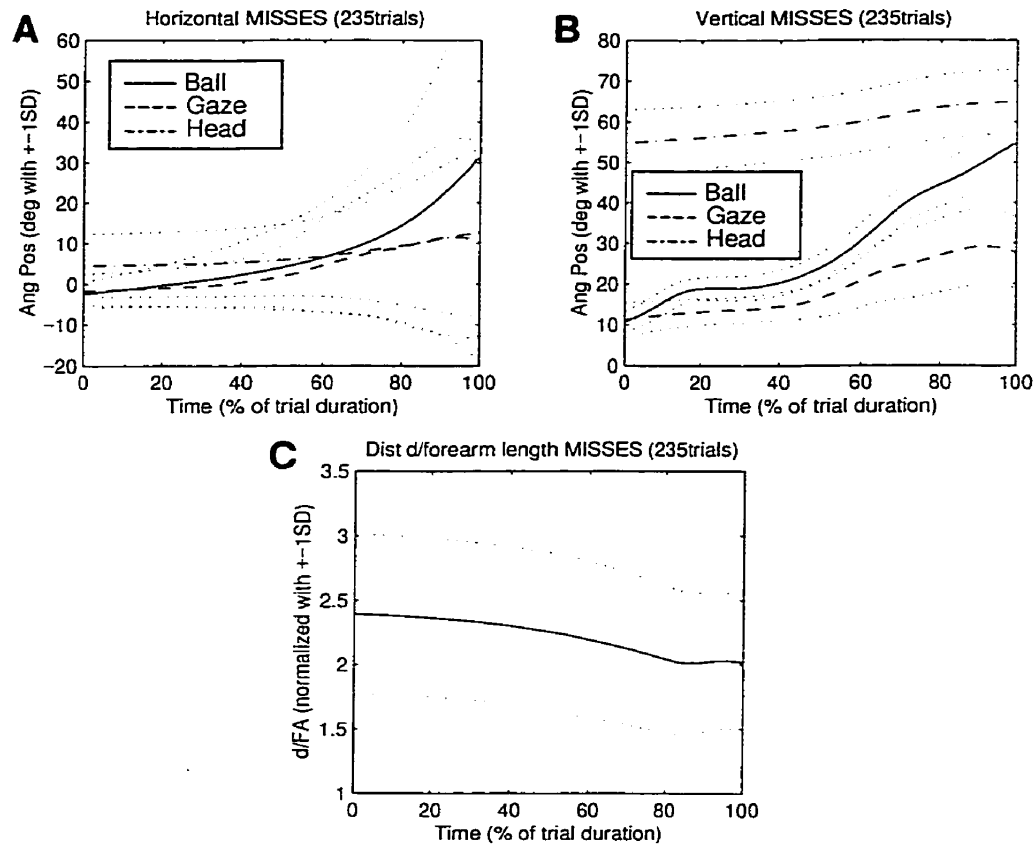 A
Horizontal MISSES (235trials)
Ang Pos (deg with +-1SD)
60
50
40
30
20
10
0
-10
-20
Ball
Gaze
Head
0
20
40
60
80
100
Time (% of trial duration)
B
Vertical MISSES (235trials)
Ang Pos (deg with +-1SD)
80
70
60
50
40
30
20
10
0
Ball
Gaze
Head
0
20
40
60
80
100
Time (% of trial duration)
C
Dist d/forearm length MISSES (235trials)
d/FA (normalized with +-1SD)
3.5
3
2.5
2
1.5
1
0
20
40
60
80
100
Time (% of trial duration)